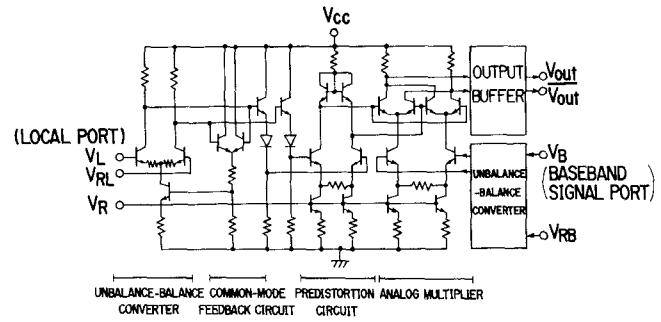 Vcc
OUTPUT
BUFFER
Vout
Vout
(LOCAL PORT)
VL
VRL
VR
UNBALANCE
-BALANCE
CONVERTER
VB
(BASEBAND
SIGNAL PORT)
VRB
UNBALANCE-BALANCE
CONVERTER
COMMON-MODE
FEEDBACK CIRCUIT
PREDISTORTION
CIRCUIT
ANALOG MULTIPLIER